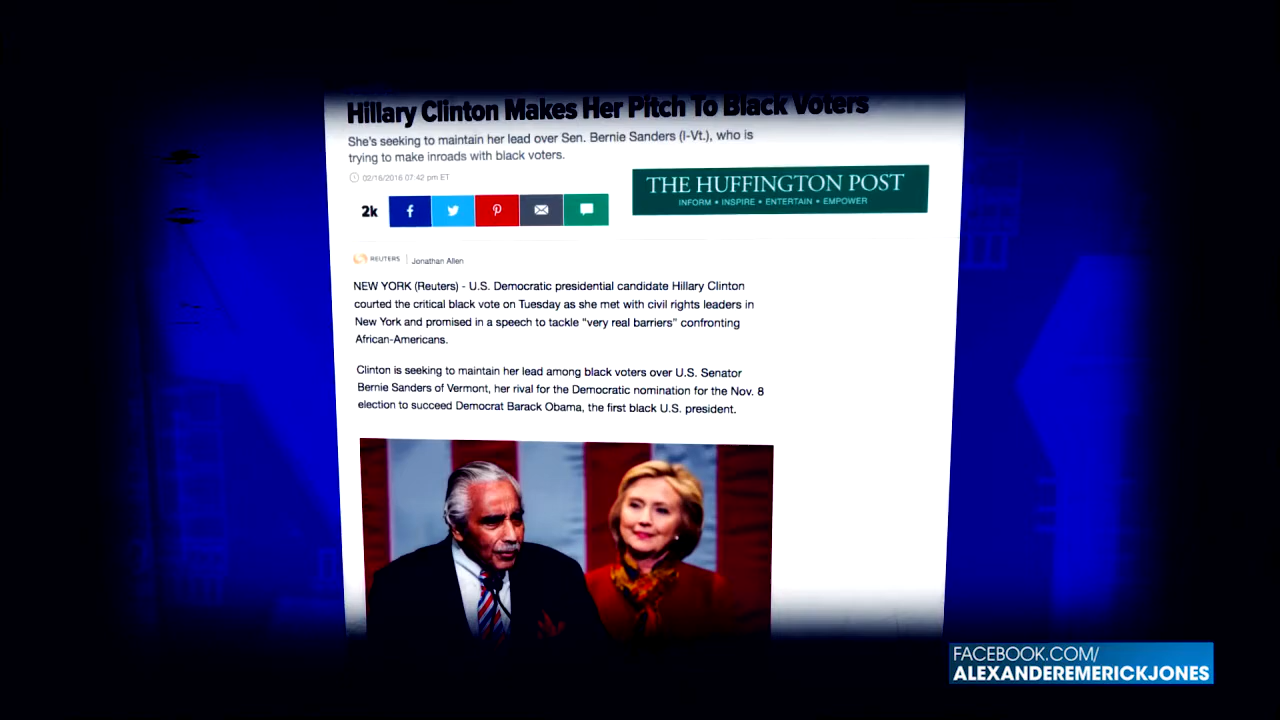 Hillary Clinton Makes Her Pitch To Black Voters
She's seeking to maintain her lead over Sen. Bernie Sanders (I-Vt.), who is
trying to make inroads with black voters.
02/16/2016 07:42 pm ET
THE HUFFINGTON POST
INFORM • INSPIRE • ENTERTAIN • EMPOWER
2k
REUTERS | Jonathan Allen
NEW YORK (Reuters) - U.S. Democratic presidential candidate Hillary Clinton
courted the critical black vote on Tuesday as she met with civil rights leaders in
New York and promised in a speech to tackle "very real barriers" confronting
African-Americans.
Clinton is seeking to maintain her lead among black voters over U.S. Senator
Bernie Sanders of Vermont, her rival for the Democratic nomination for the Nov. 8
election to succeed Democrat Barack Obama, the first black U.S. president.
FACEBOOK.COM/
ALEXANDEREMERICKJONES